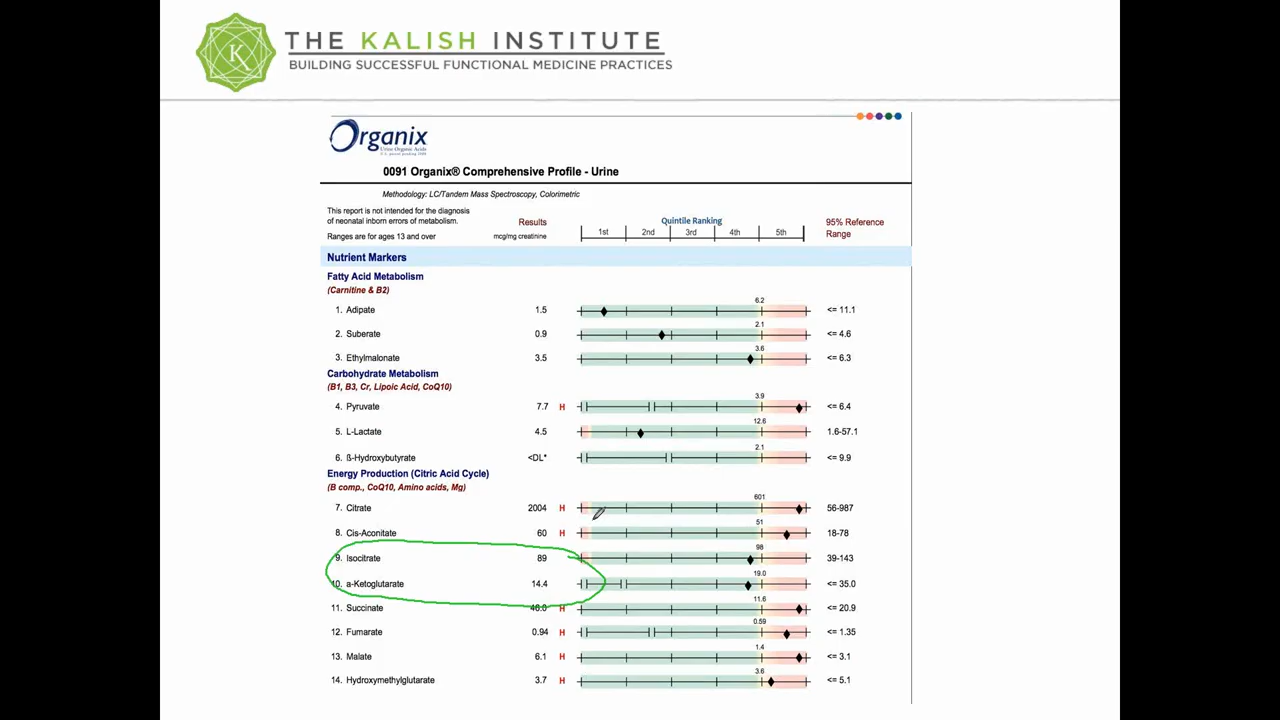 THE KALISH INSTITUTE
BUILDING SUCCESSFUL FUNCTIONAL MEDICINE PRACTICES
Organix
Urine Organic Acids
0091 Organix® Comprehensive Profile - Urine
Methodology: LC/Tandem Mass Spectroscopy, Colorimetric
This report is not intended for the diagnosis
of neonatal inborn errors of metabolism.
Ranges are for ages 13 and over
Results
mcg/mg creatinine
Quintile Ranking
1st 2nd 3rd 4th 5th
95% Reference
Range
Nutrient Markers
Fatty Acid Metabolism
(Carnitine & B2)
6.2
1. Adipate 1.5 <= 11.1
2.1
2. Suberate 0.9 <= 4.6
3.6
3. Ethylmalonate 3.5 <= 6.3
Carbohydrate Metabolism
(B1, B3, Cr, Lipoic Acid, CoQ10)
3.9
4. Pyruvate 7.7 H <= 6.4
12.6
5. L-Lactate 4.5 1.6-57.1
2.1
6. ß-Hydroxybutyrate <DL* <= 9.9
Energy Production (Citric Acid Cycle)
(B comp., CoQ10, Amino acids, Mg)
601
7. Citrate 2004 H 56-987
51
8. Cis-Aconitate 60 H 18-78
98
9. Isocitrate 89 39-143
19.0
10. a-Ketoglutarate 14.4 <= 35.0
11.6
11. Succinate 46.0 H <= 20.9
0.59
12. Fumarate 0.94 H <= 1.35
1.4
13. Malate 6.1 H <= 3.1
3.6
14. Hydroxymethylglutarate 3.7 H <= 5.1